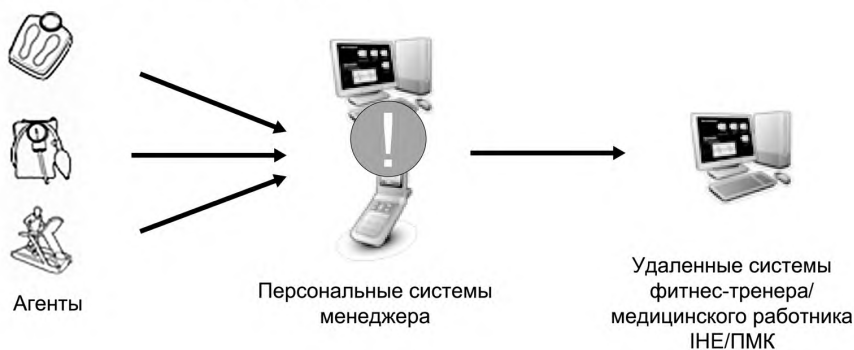 Агенты
Персональные системы
менеджера
Удаленные системы
фитнес-тренера/
медицинского работника
IHE/ПМК